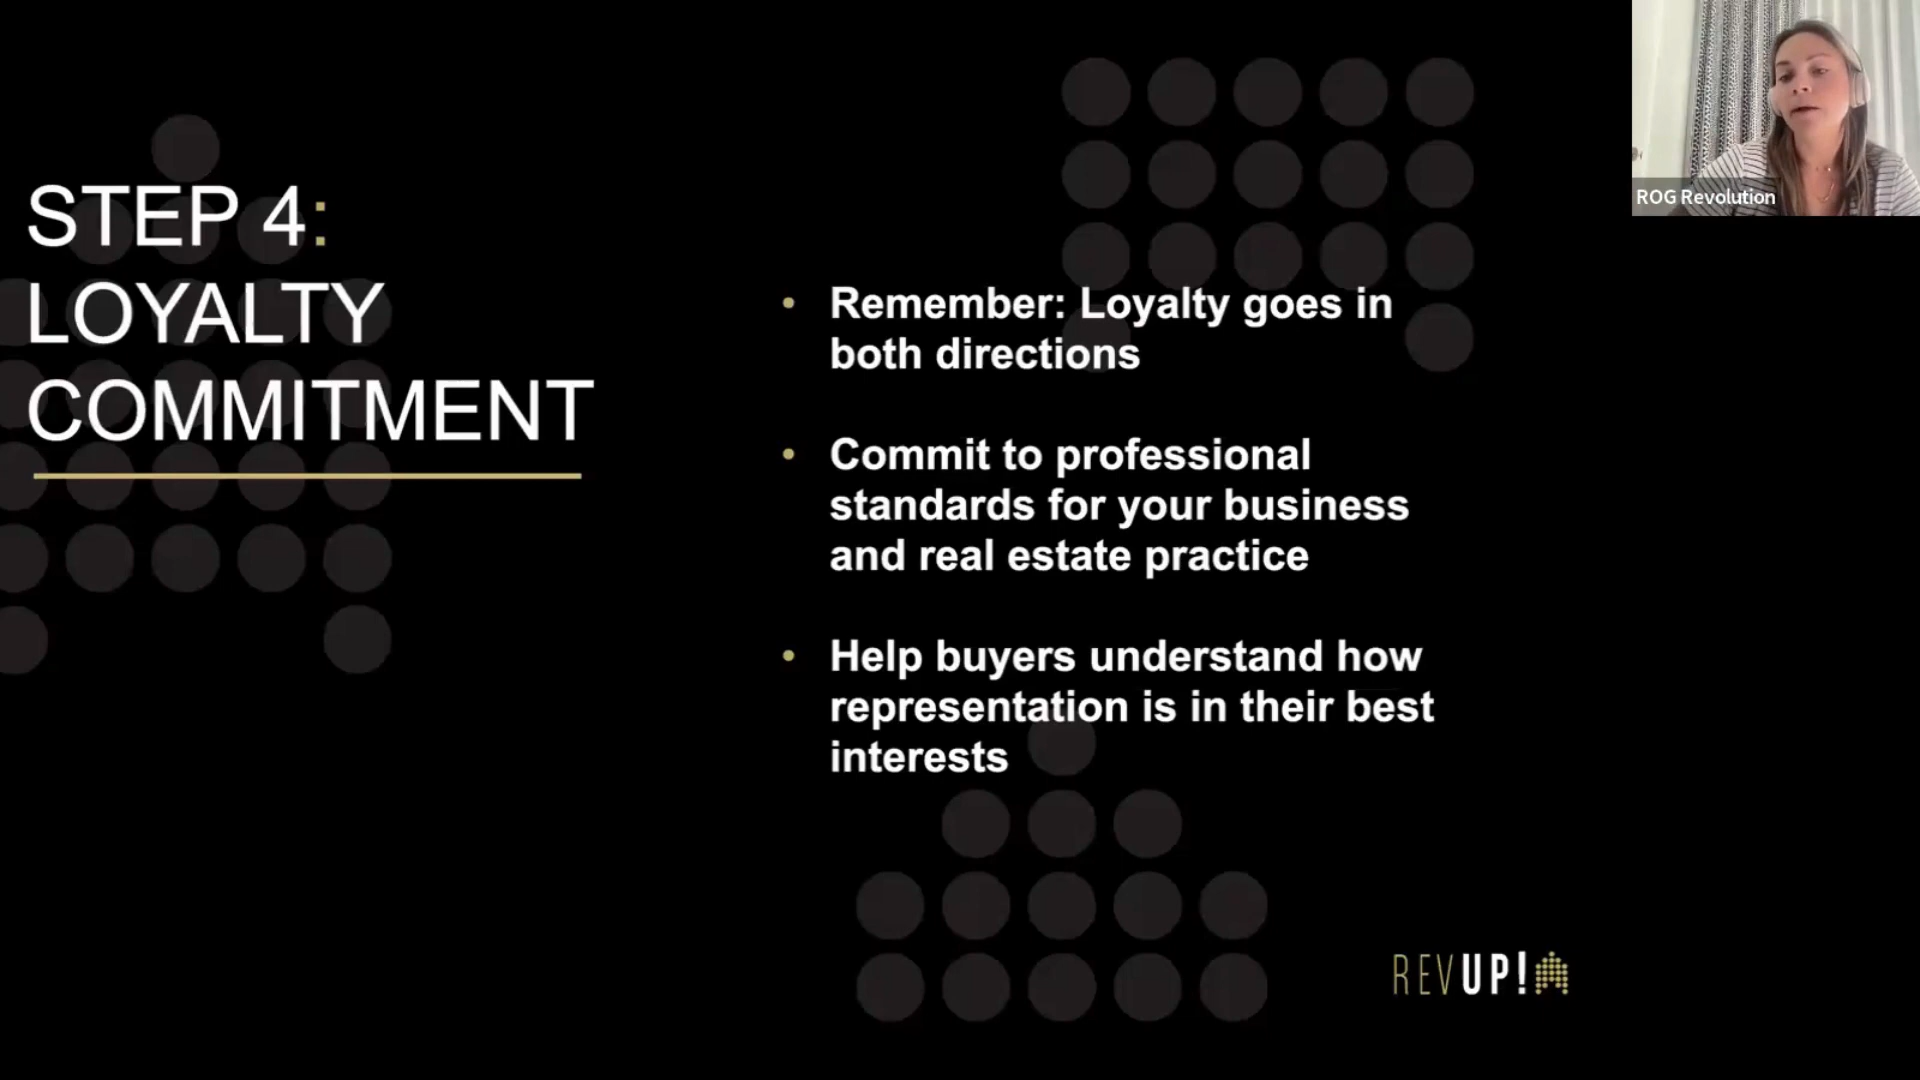 STEP 4:
LOYALTY
COMMITMENT
• Remember: Loyalty goes in
both directions
• Commit to professional
standards for your business
and real estate practice
• Help buyers understand how
representation is in their best
interests
ROG Revolution
REVUP!